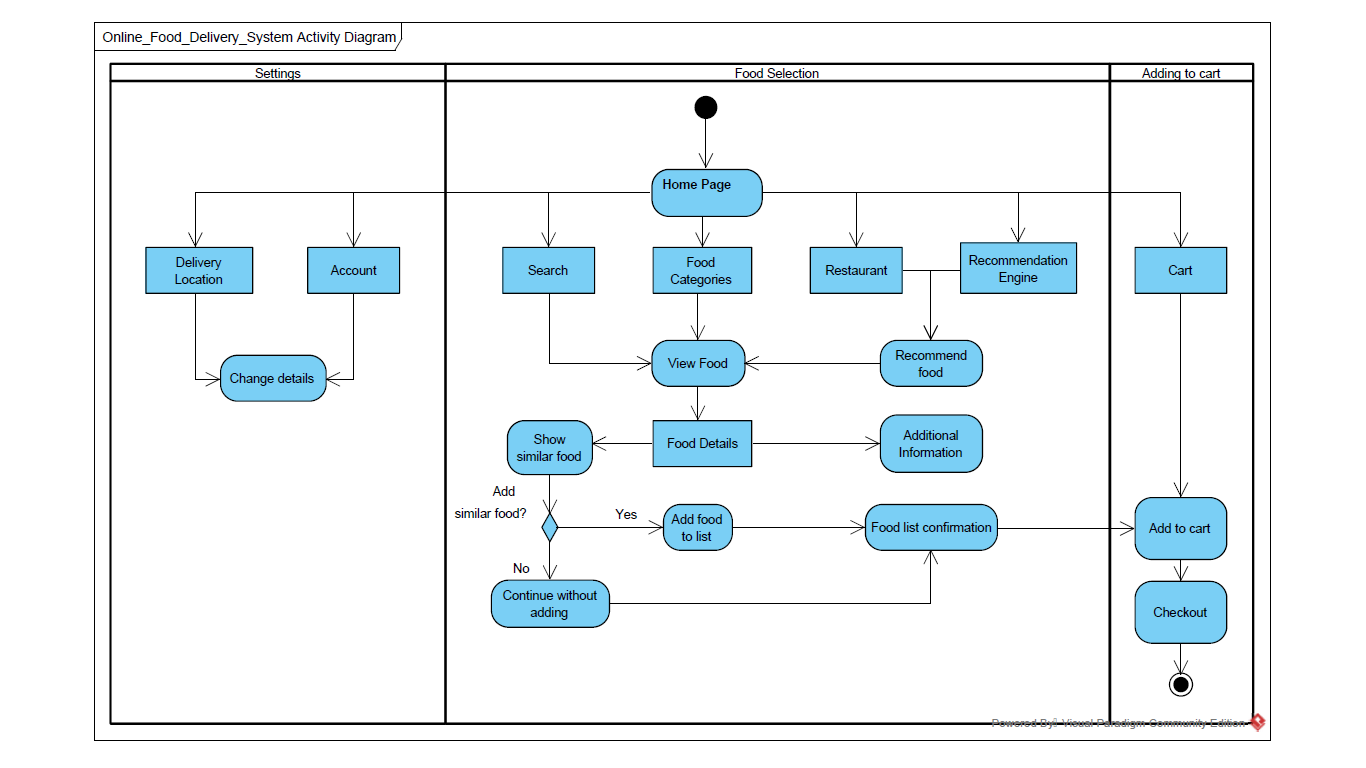 Online_Food_Delivery_System Activity Diagram
Settings
Food Selection
Adding to cart
Home Page
Delivery
Location
Account
Search
Food
Categories
Restaurant
Recommendation
Engine
Cart
Change details
View Food
Recommend
food
Show
similar food
Food Details
Additional
Information
Add
similar food?
Yes
Add food
to list
Food list confirmation
Add to cart
No
Continue without
adding
Checkout
Powered By Visual Paradigm Community Edition